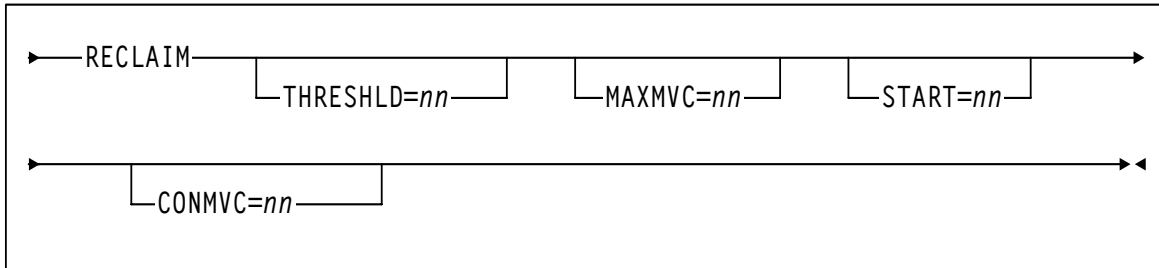 RECLAIM
THRESHLD=nn MAXMVC=nn START=nn
CONMVC=nn